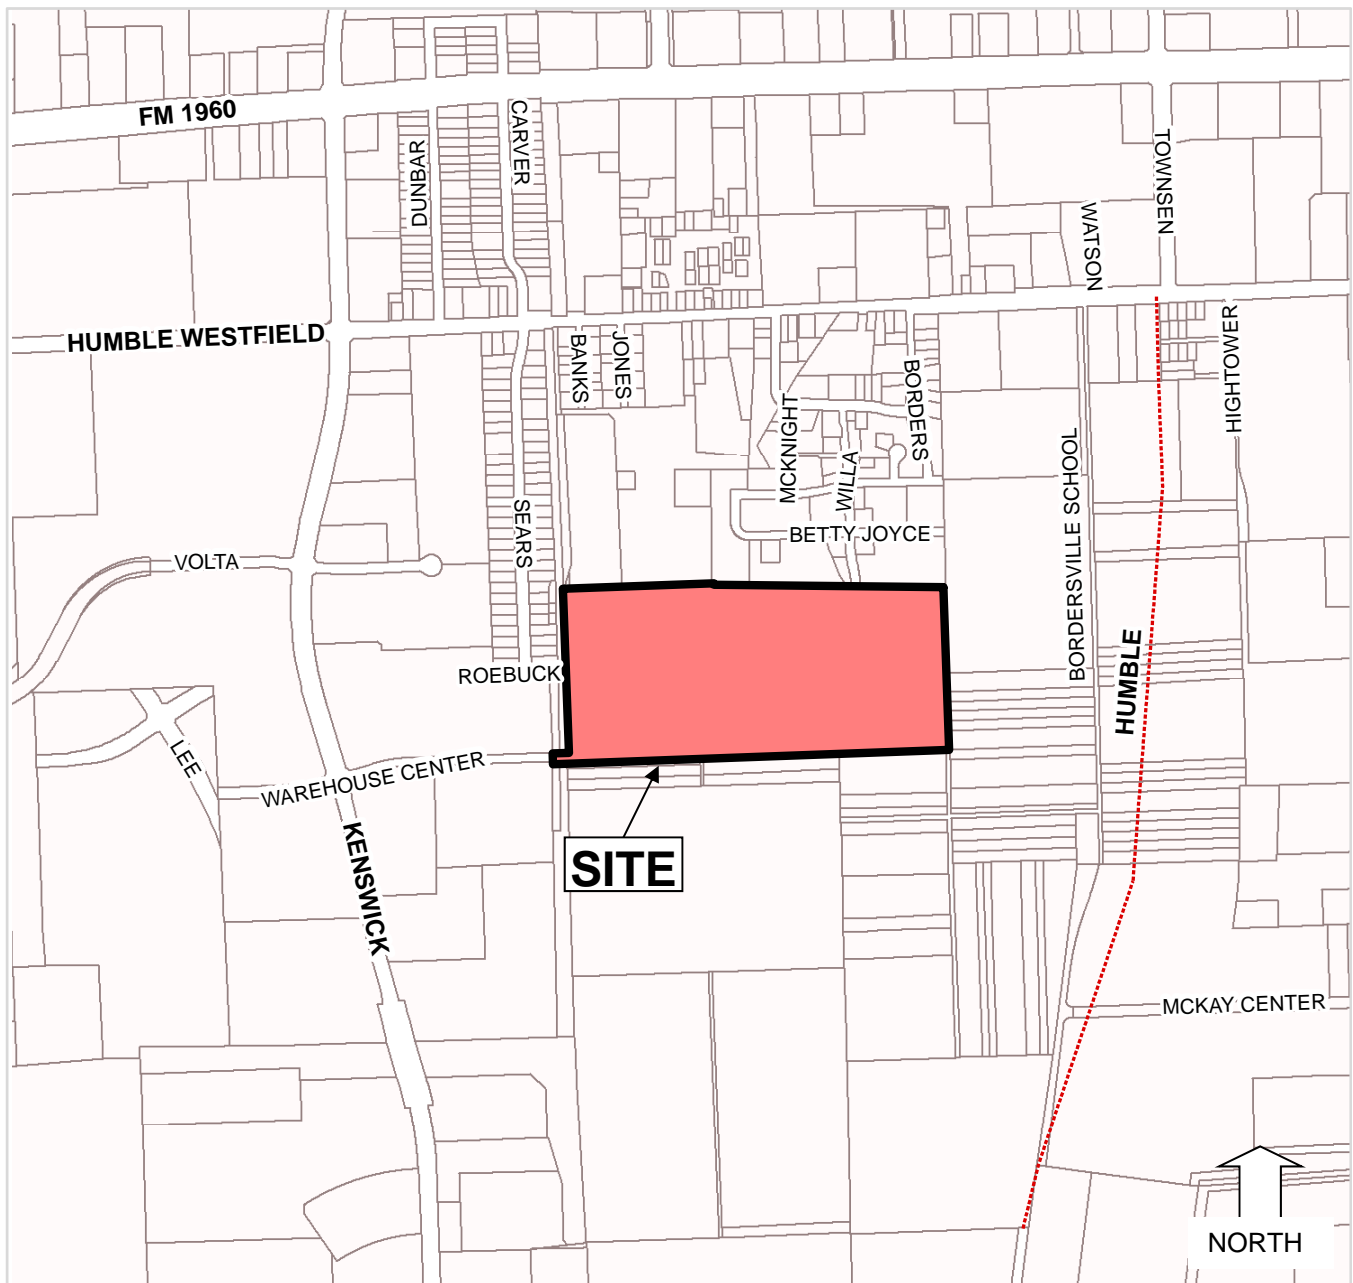 FM 1960
CARVER
DUNBAR
TOWNSEN
WATSON
HUMBLE WESTFIELD
BANKS
JONES
HIGHTOWER
BORDERS
MCKNIGHT
WILLA
BORDERSVILLE SCHOOL
SEARS
BETTY JOYCE
VOLTA
HUMBLE
ROEBUCK
LEE
WAREHOUSE CENTER
KENSWICK
SITE
MCKAY CENTER
NORTH